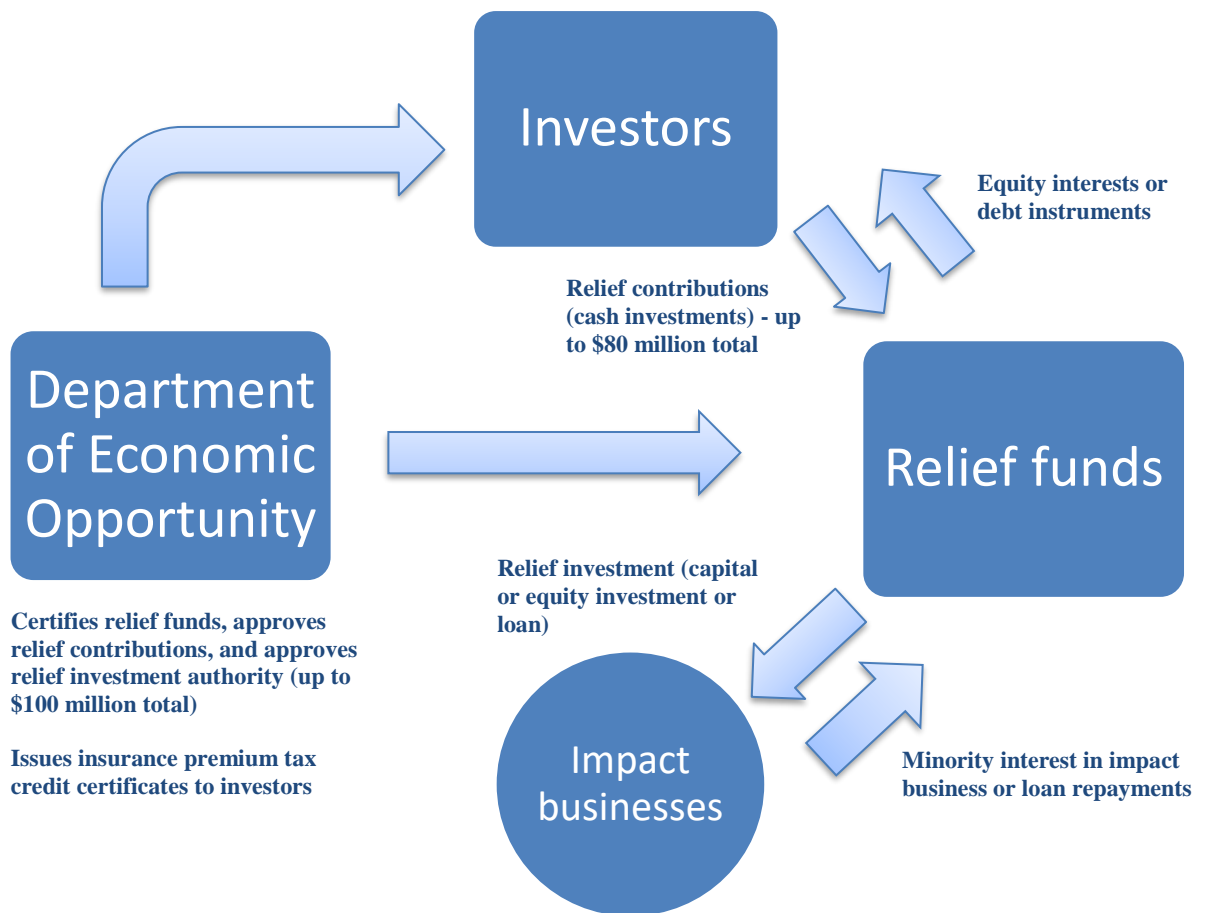 Investors
Equity interests or
debt instruments
Relief contributions
(cash investments) - up
to $80 million total
Department
of Economic
Opportunity
Relief funds
Relief investment (capital
or equity investment or
loan)
Certifies relief funds, approves
relief contributions, and approves
relief investment authority (up to
$100 million total)
Issues insurance premium tax
credit certificates to investors
Impact
businesses
Minority interest in impact
business or loan repayments